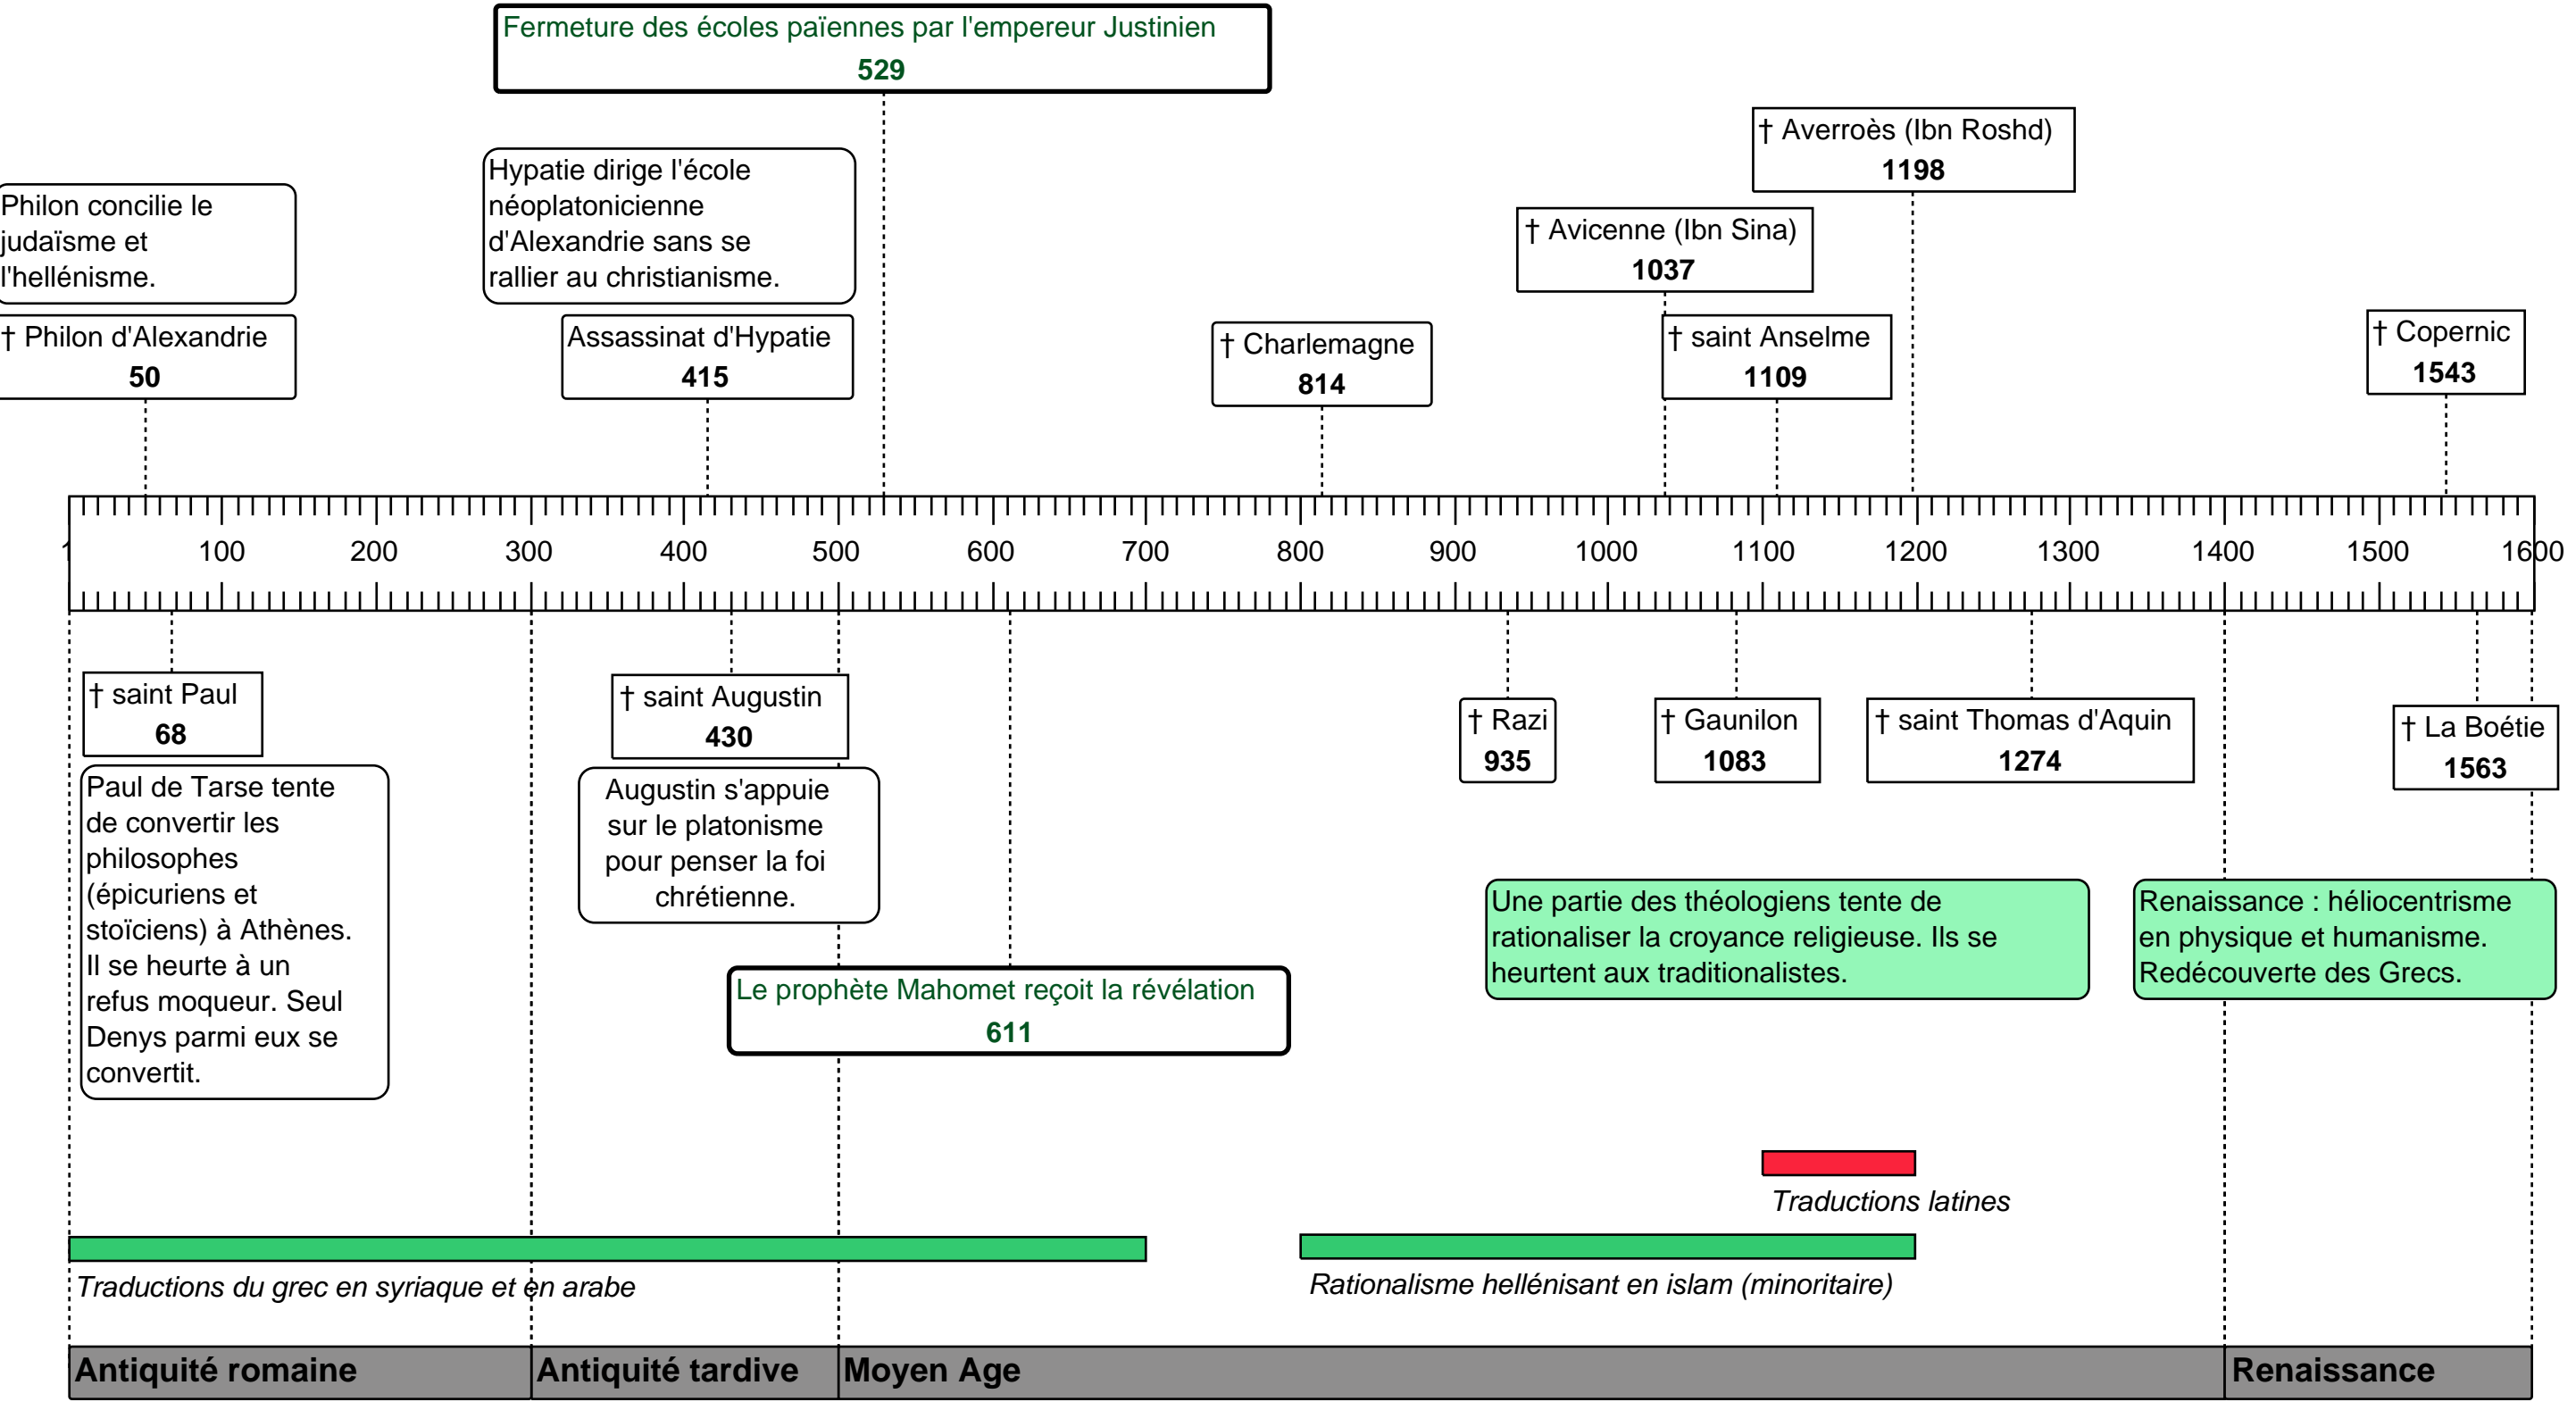 Fermeture des écoles païennes par l'empereur Justinien
529
† Averroès (Ibn Roshd)
1198
Hypatie dirige l'école
néoplatonicienne
d'Alexandrie sans se
rallier au christianisme.
Philon concilie le
judaïsme et
l'hellénisme.
† Avicenne (Ibn Sina)
1037
† Philon d'Alexandrie
50
Assassinat d'Hypatie
415
† Charlemagne
814
† saint Anselme
1109
† Copernic
1543
1 100 200 300 400 500 600 700 800 900 1000 1100 1200 1300 1400 1500 1600
† saint Paul
68
† saint Augustin
430
† Razi
935
† Gaunilon
1083
† saint Thomas d'Aquin
1274
† La Boétie
1563
Paul de Tarse tente
de convertir les
philosophes
(épicuriens et
stoïciens) à Athènes.
Il se heurte à un
refus moqueur. Seul
Denys parmi eux se
convertit.
Augustin s'appuie
sur le platonisme
pour penser la foi
chrétienne.
Une partie des théologiens tente de
rationaliser la croyance religieuse. Ils se
heurtent aux traditionalistes.
Renaissance : héliocentrisme
en physique et humanisme.
Redécouverte des Grecs.
Le prophète Mahomet reçoit la révélation
611
Traductions latines
Traductions du grec en syriaque et en arabe
Rationalisme hellénisant en islam (minoritaire)
Antiquité romaine
Antiquité tardive
Moyen Age
Renaissance